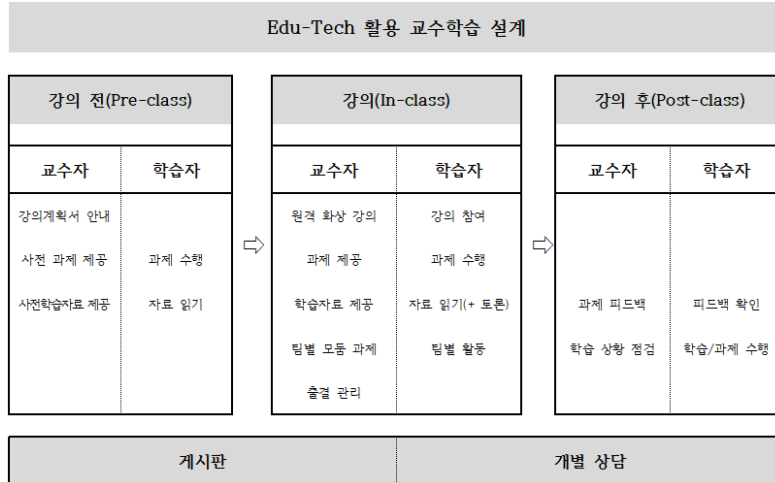 Edu-Tech 활용 교수학습 설계
강의 전(Pre-class)
교수자 학습자
강의계획서 안내
사전 과제 제공 과제 수행
사전학습자료 제공 자료 읽기
강의(In-class)
교수자 학습자
원격 화상 강의 강의 참여
과제 제공 과제 수행
학습자료 제공 자료 읽기(+ 토론)
팀별 모둠 과제 팀별 활동
출결 관리
강의 후(Post-class)
교수자 학습자
과제 피드백 피드백 확인
학습 상황 점검 학습/과제 수행
게시판 개별 상담